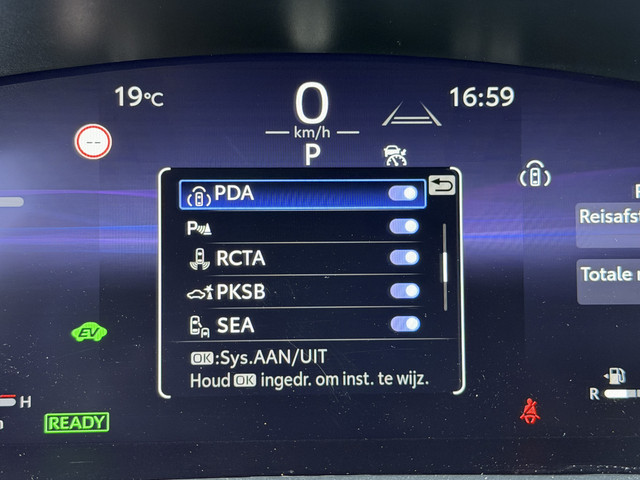 19°C
0
km/h
P
16:59
--
PDA
P
RCTA
PKSB
SEA
OK:Sys.AAN/UIT
Houd OK ingedr. om inst. te wijz.
Reisafst
Totale
EV
READY
H
R